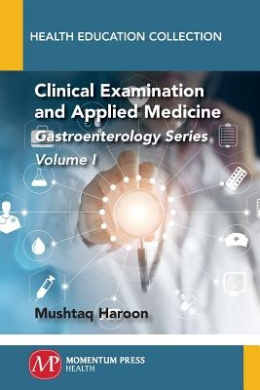 HEALTH EDUCATION COLLECTION
Clinical Examination
and Applied Medicine
Gastroenterology Series
Volume I
Mushtaq Haroon
MOMENTUM PRESS
HEALTH